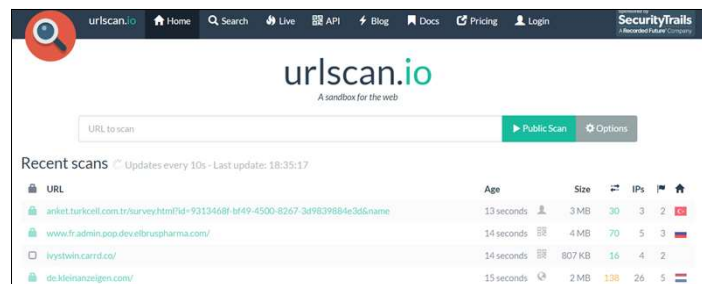 urlscan.io Home Search Live API Blog Docs Pricing Login
Sponsored by
SecurityTrails
A Recorded Future Company
urlscan.io
A sandbox for the web
URL to scan Public Scan Options
Recent scans Updates every 10s - Last update: 18:35:17
URL Age Size IPs
anket.turkcell.com.tr/survey.html?id=9313468f-bf49-4500-8267-3d9839884e3d&name 13 seconds 3 MB 30 3 2
www.fr.admin.pop.dev.elbruspharma.com/ 14 seconds 4 MB 70 5 3
ivystwin.carrd.co/ 14 seconds 807 KB 16 4 2
de.kleinanzeigen.com/ 15 seconds 2 MB 138 26 5